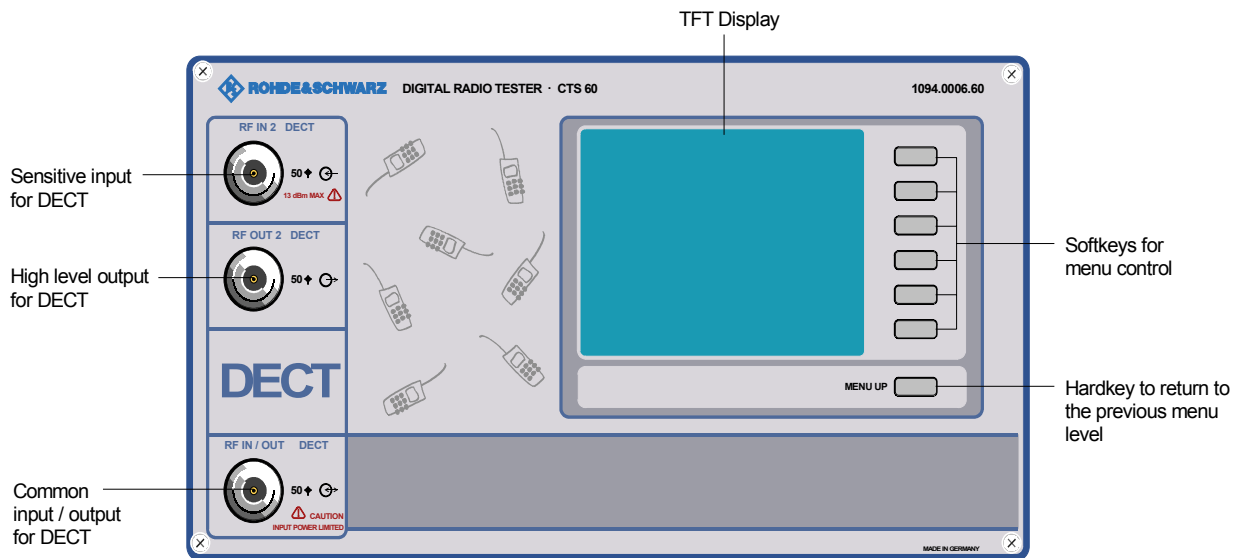 TFT Display
ROHDE&SCHWARZ DIGITAL RADIO TESTER · CTS 60 1094.0006.60
RF IN 2 DECT
50
13 dBm MAX
Sensitive input
for DECT
RF OUT 2 DECT
50
High level output
for DECT
DECT
Softkeys for
menu control
MENU UP
Hardkey to return to
the previous menu
level
RF IN / OUT DECT
50
CAUTION
INPUT POWER LIMITED
Common
input / output
for DECT
MADE IN GERMANY